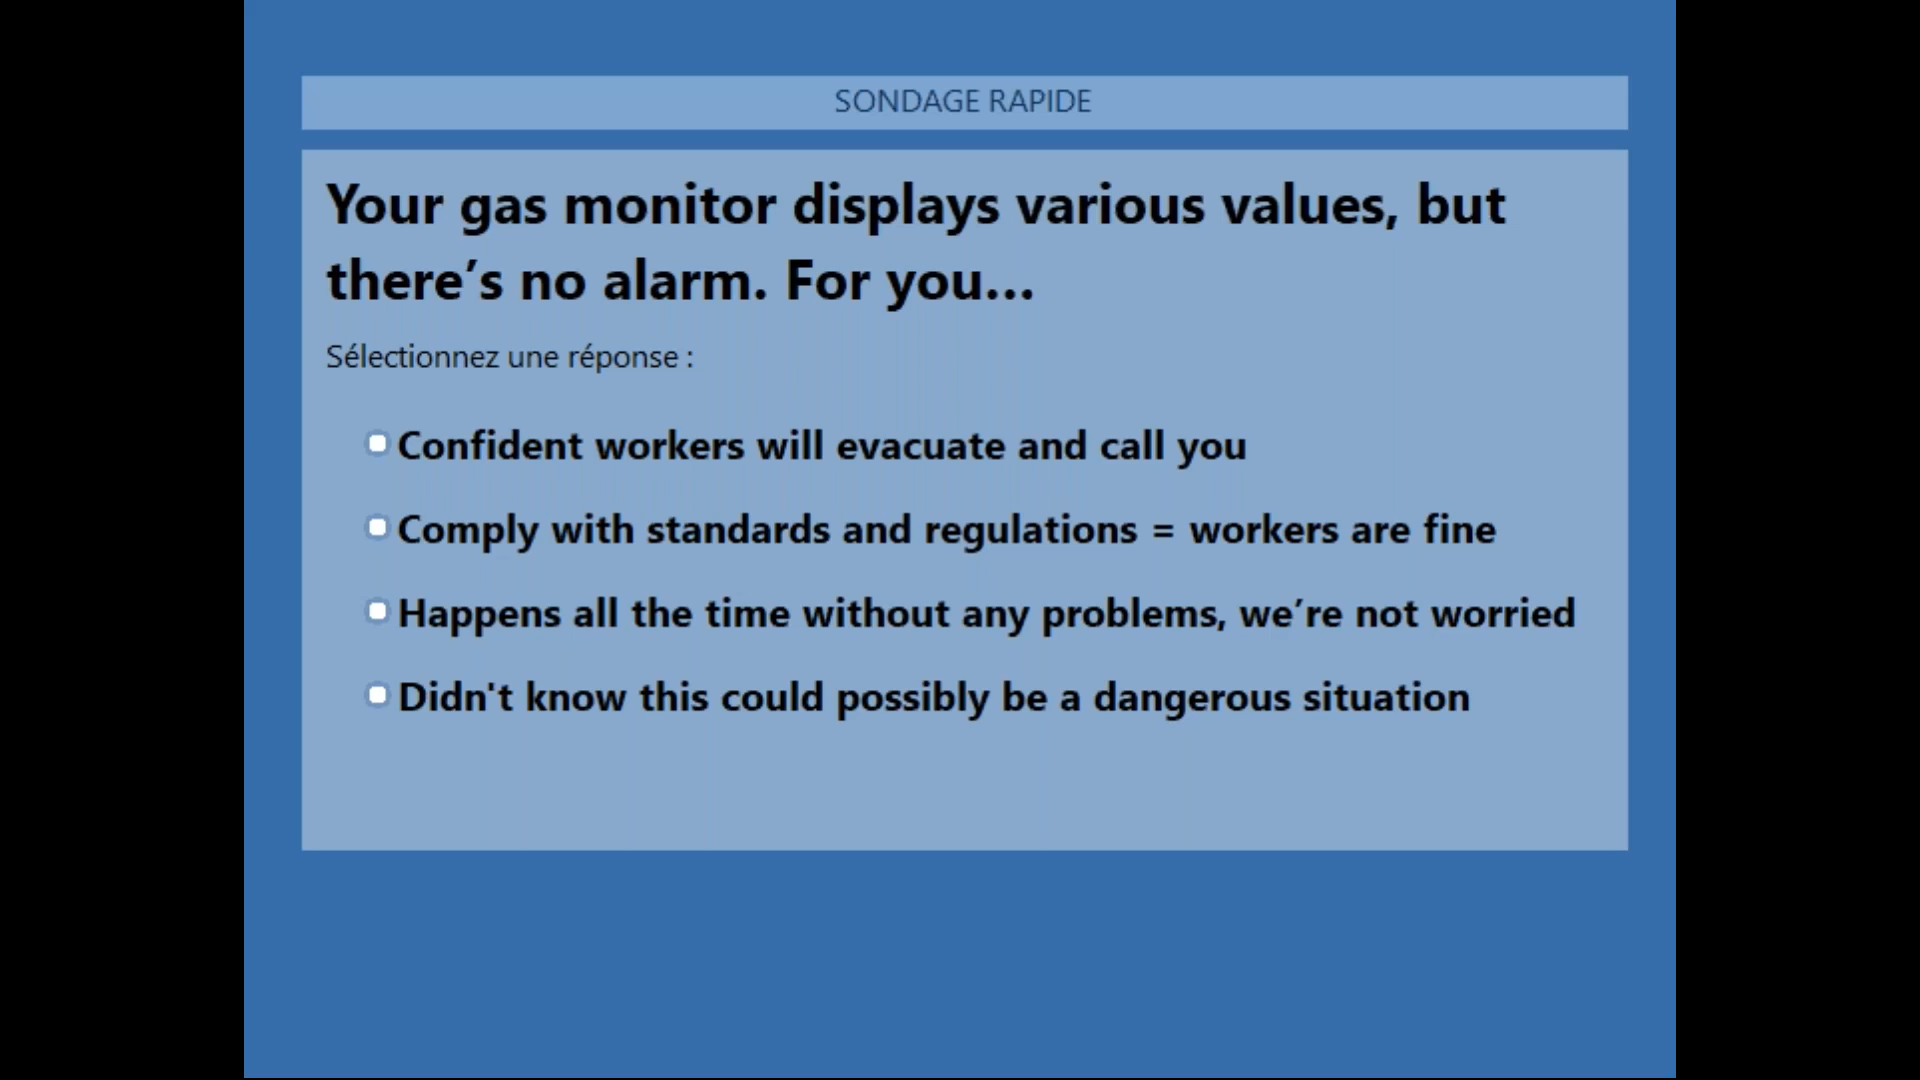 SONDAGE RAPIDE
Your gas monitor displays various values, but
there’s no alarm. For you...
Sélectionnez une réponse :
Confident workers will evacuate and call you
Comply with standards and regulations = workers are fine
Happens all the time without any problems, we’re not worried
Didn't know this could possibly be a dangerous situation